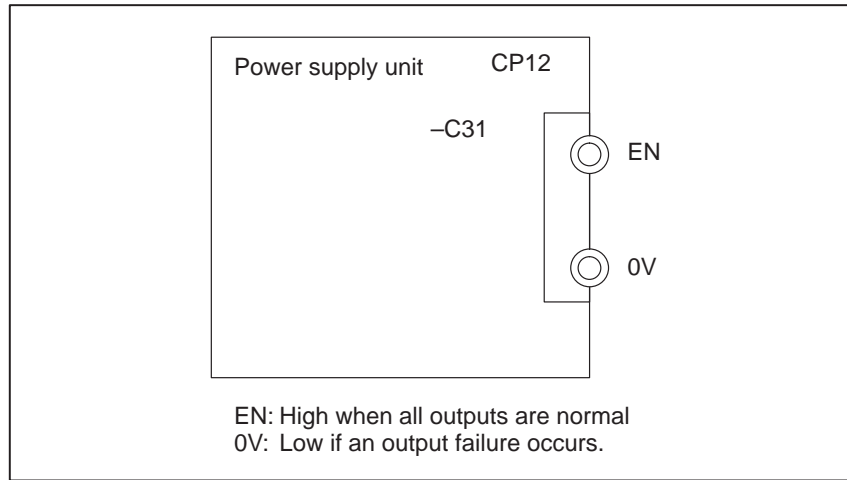 Power supply unit CP12
–C31
EN
0V
EN: High when all outputs are normal
0V: Low if an output failure occurs.